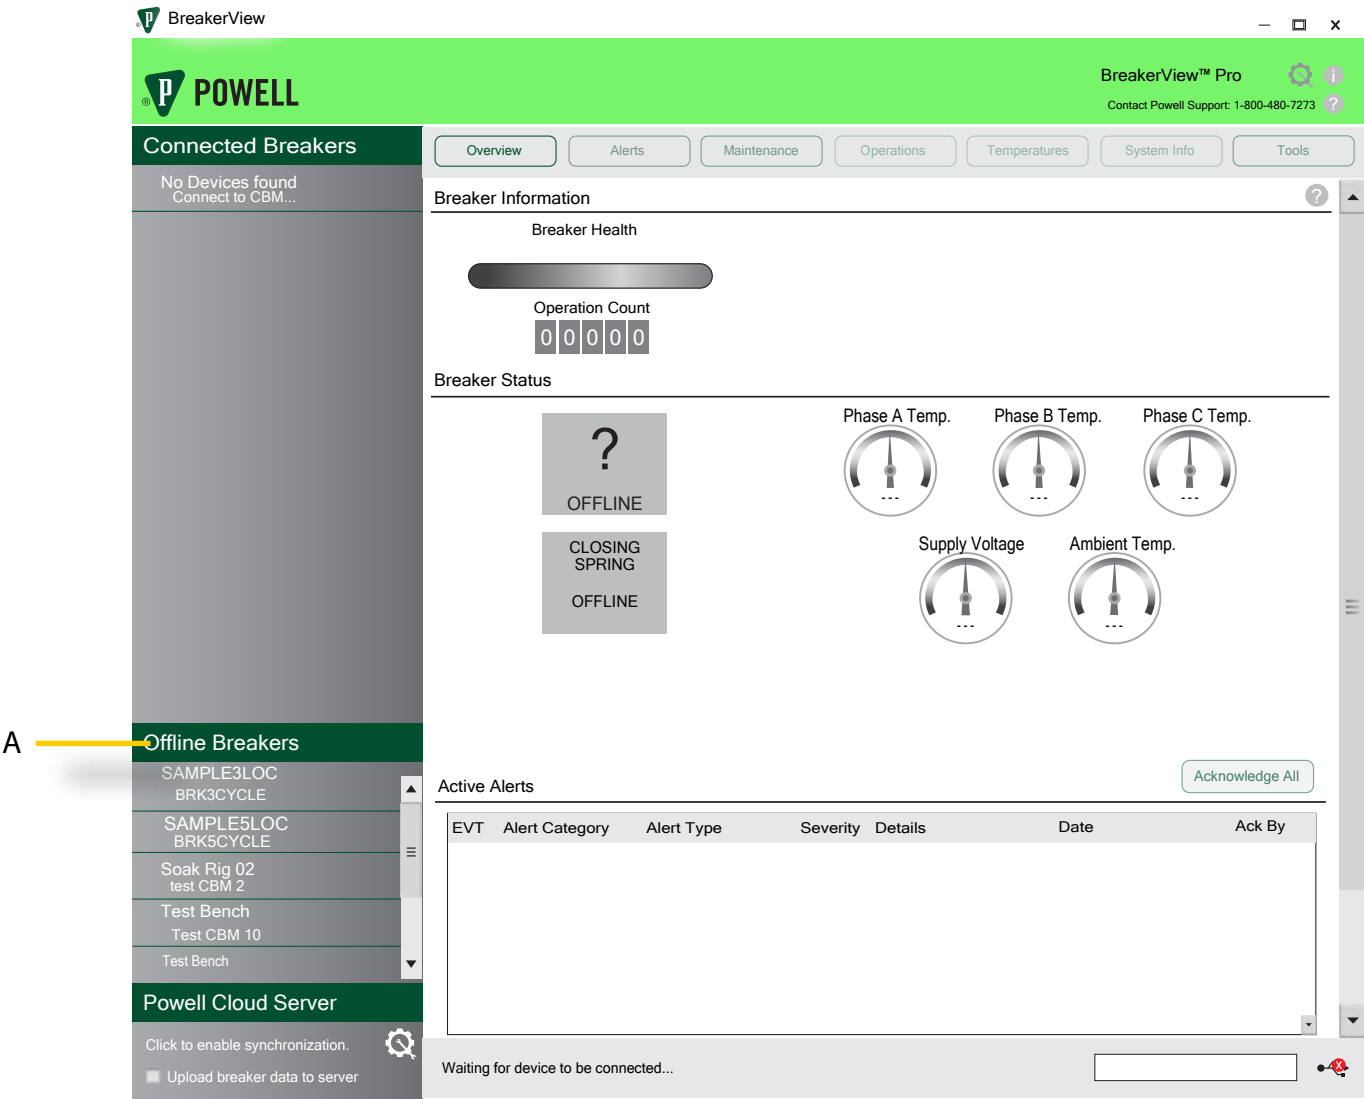 BreakerView
POWELL
BreakerView™ Pro
Contact Powell Support: 1-800-480-7273
Connected Breakers
No Devices found
Connect to CBM...
Overview
Alerts
Maintenance
Operations
Temperatures
System Info
Tools
Breaker Information
?
Breaker Health
Operation Count
0 0 0 0 0
Breaker Status
?
OFFLINE
CLOSING
SPRING
OFFLINE
Phase A Temp.
Phase B Temp.
Phase C Temp.
---
---
---
Supply Voltage
Ambient Temp.
---
---
A
Offline Breakers
SAMPLE3LOC
BRK3CYCLE
SAMPLE5LOC
BRK5CYCLE
Soak Rig 02
test CBM 2
Test Bench
Test CBM 10
Test Bench
Powell Cloud Server
Click to enable synchronization.
Upload breaker data to server
Active Alerts
Acknowledge All
EVT Alert Category Alert Type Severity Details Date Ack By
Waiting for device to be connected...